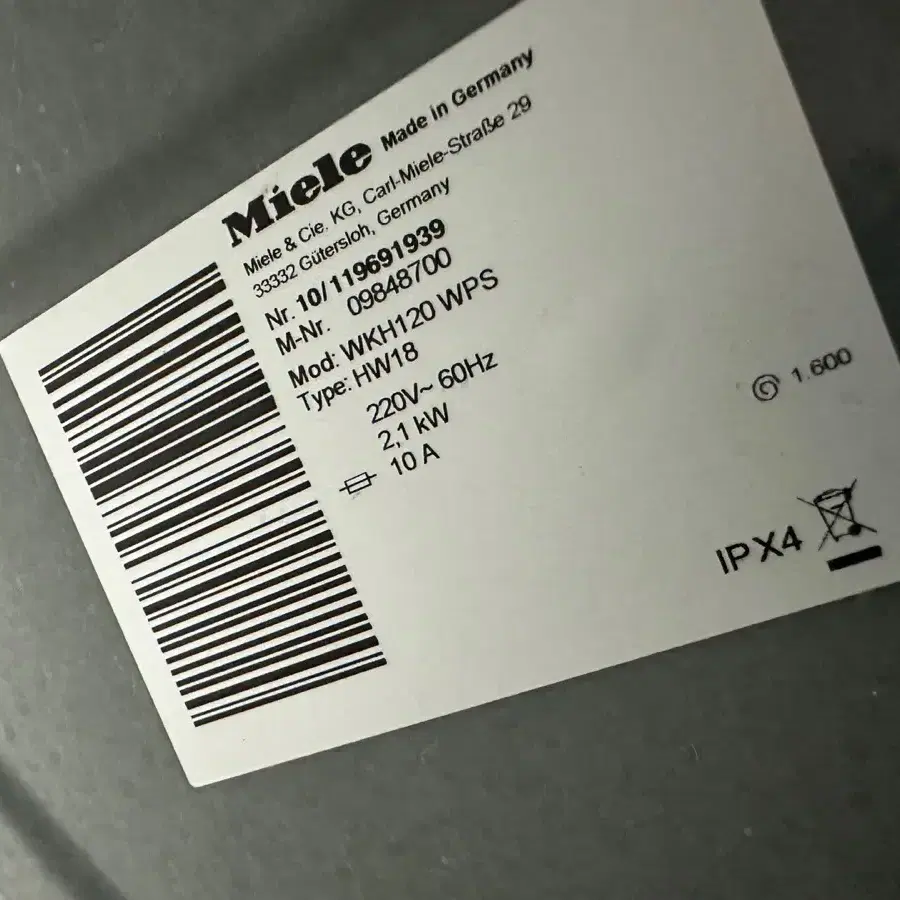 Miele Made in Germany
Miele & Cie. KG, Carl-Miele-Straße 29
33332 Gütersloh, Germany
Nr. 10/119691939
M-Nr. 09848700
Mod: WKH120 WPS
Type: HW18
220V~ 60Hz
2,1 kW
10 A
1.600
IPX4